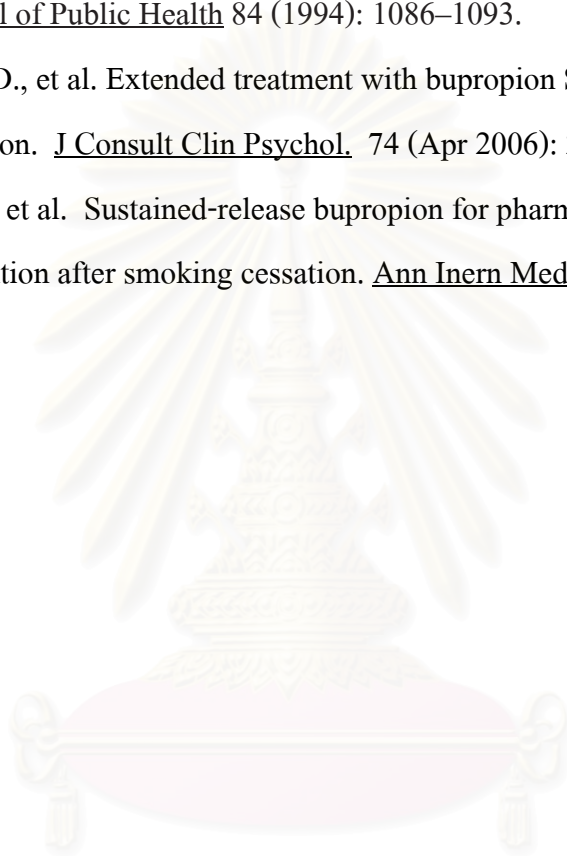 l of Public Health 84 (1994): 1086–1093.
D., et al. Extended treatment with bupropion
on. J Consult Clin Psychol. 74 (Apr 2006):
et al. Sustained-release bupropion for pharm
tion after smoking cessation. Ann Inern Med